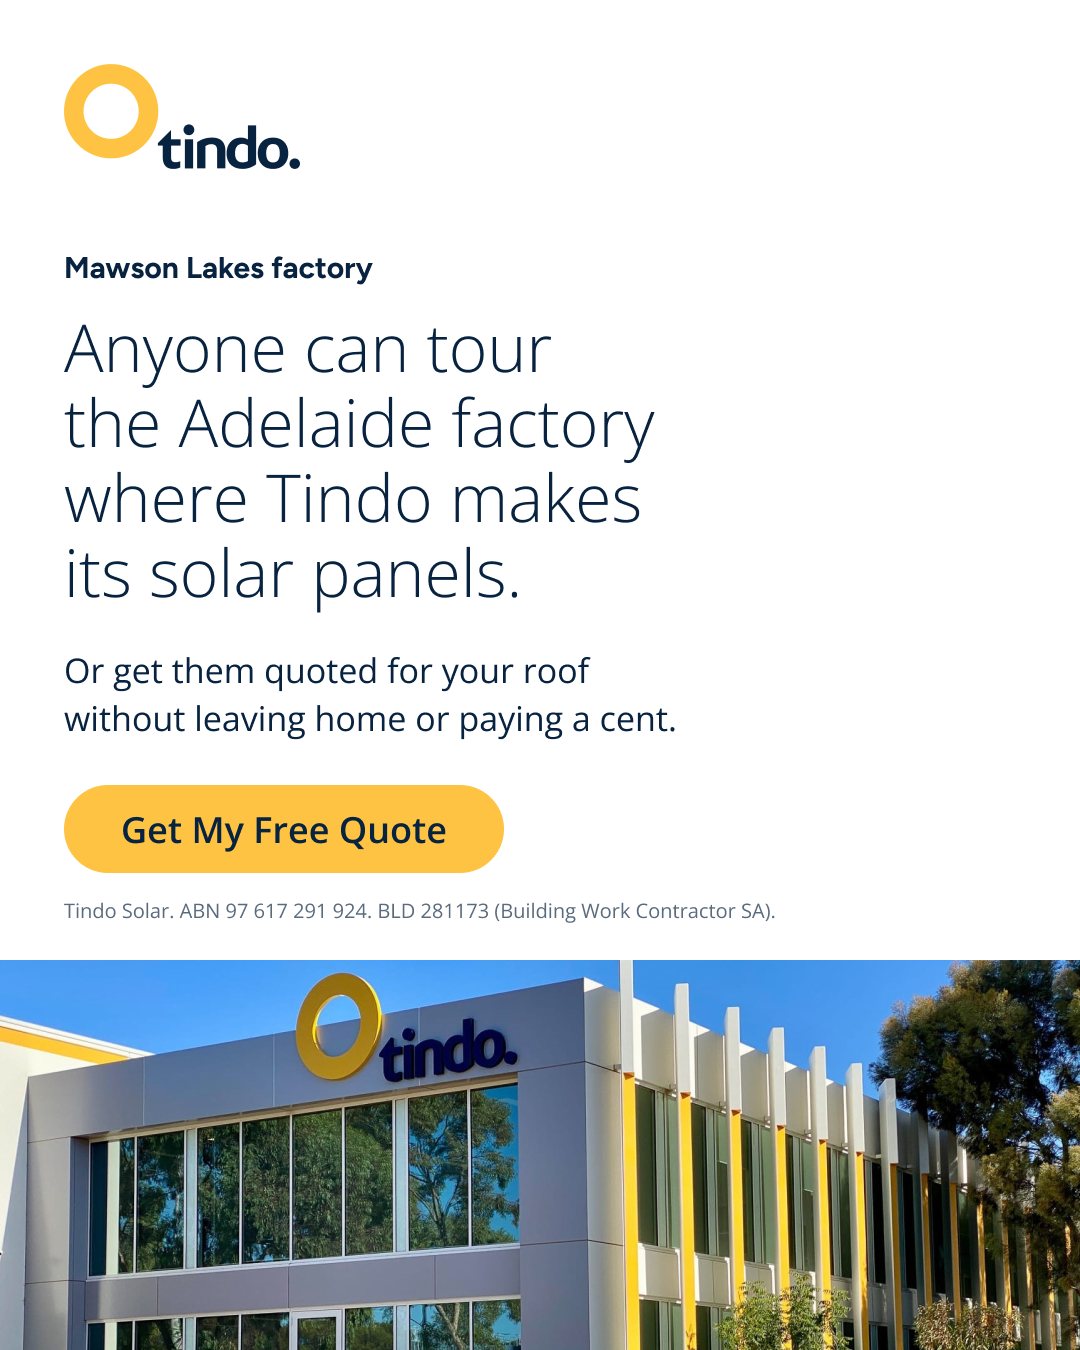 tindo.
Mawson Lakes factory
Anyone can tour
the Adelaide factory
where Tindo makes
its solar panels.
Or get them quoted for your roof
without leaving home or paying a cent.
Get My Free Quote
Tindo Solar. ABN 97 617 291 924. BLD 281173 (Building Work Contractor SA).
tindo.